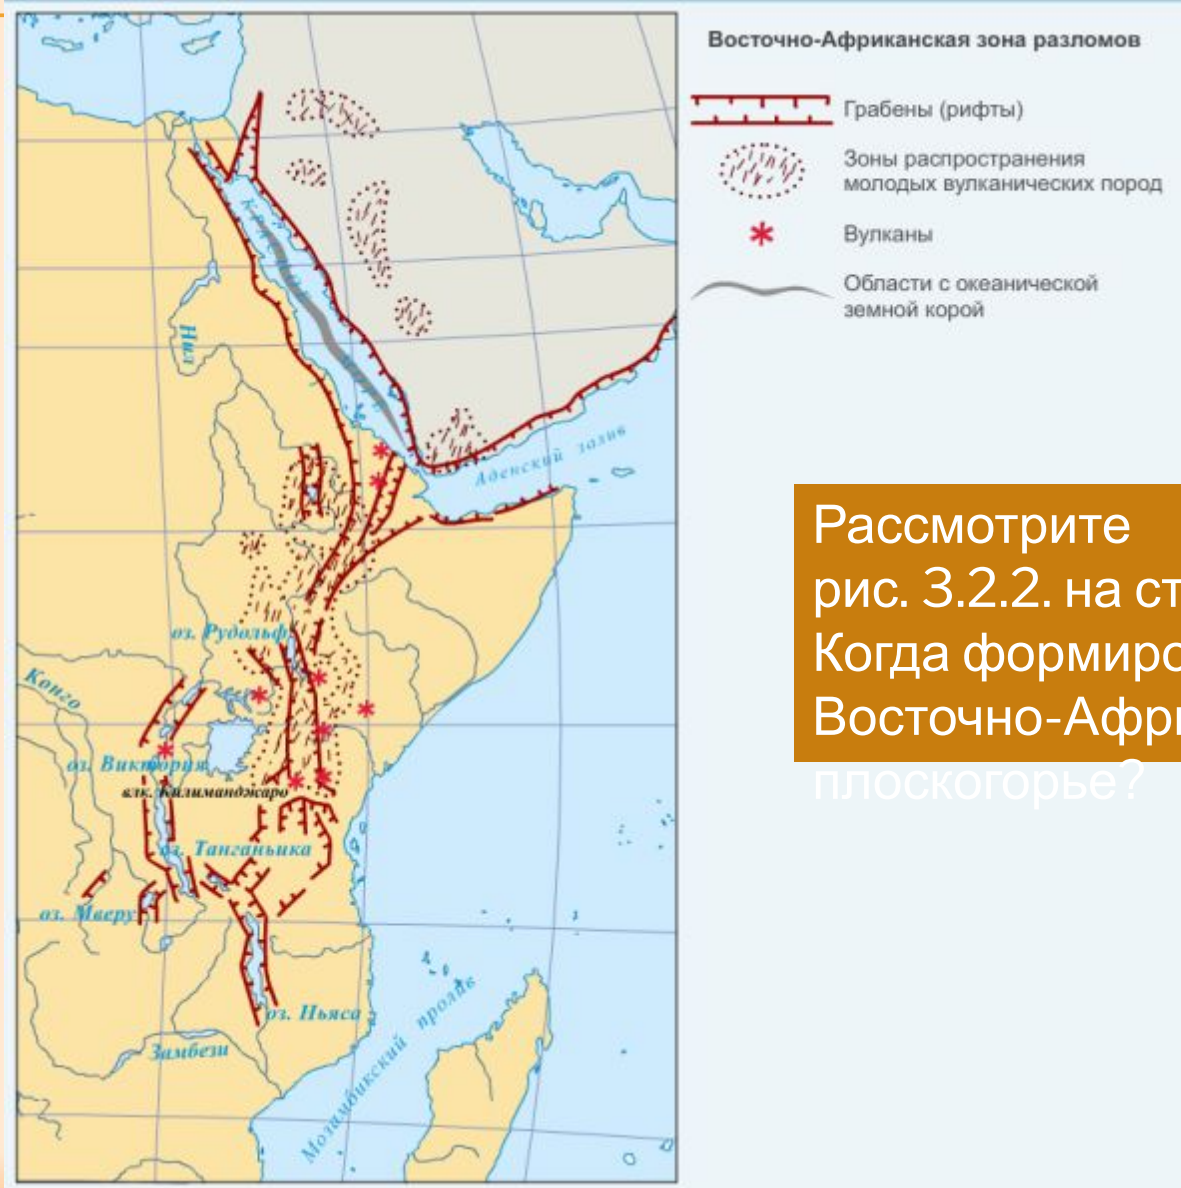 Восточно-Африканская зона разломов
Грабены (рифты)
Зоны распространения
молодых вулканических пород
Вулканы
Области с океанической
земной корой
Нил
Аденский залив
оз. Рудольф
Конго
оз. Виктория
влк. Килиманджаро
оз. Танганьика
оз. Мверу
оз. Ньяса
Замбези
Мозамбикский пролив
Рассмотрите
рис. 3.2.2. на ст
Когда формиро
Восточно-Афри
плоскогорье?